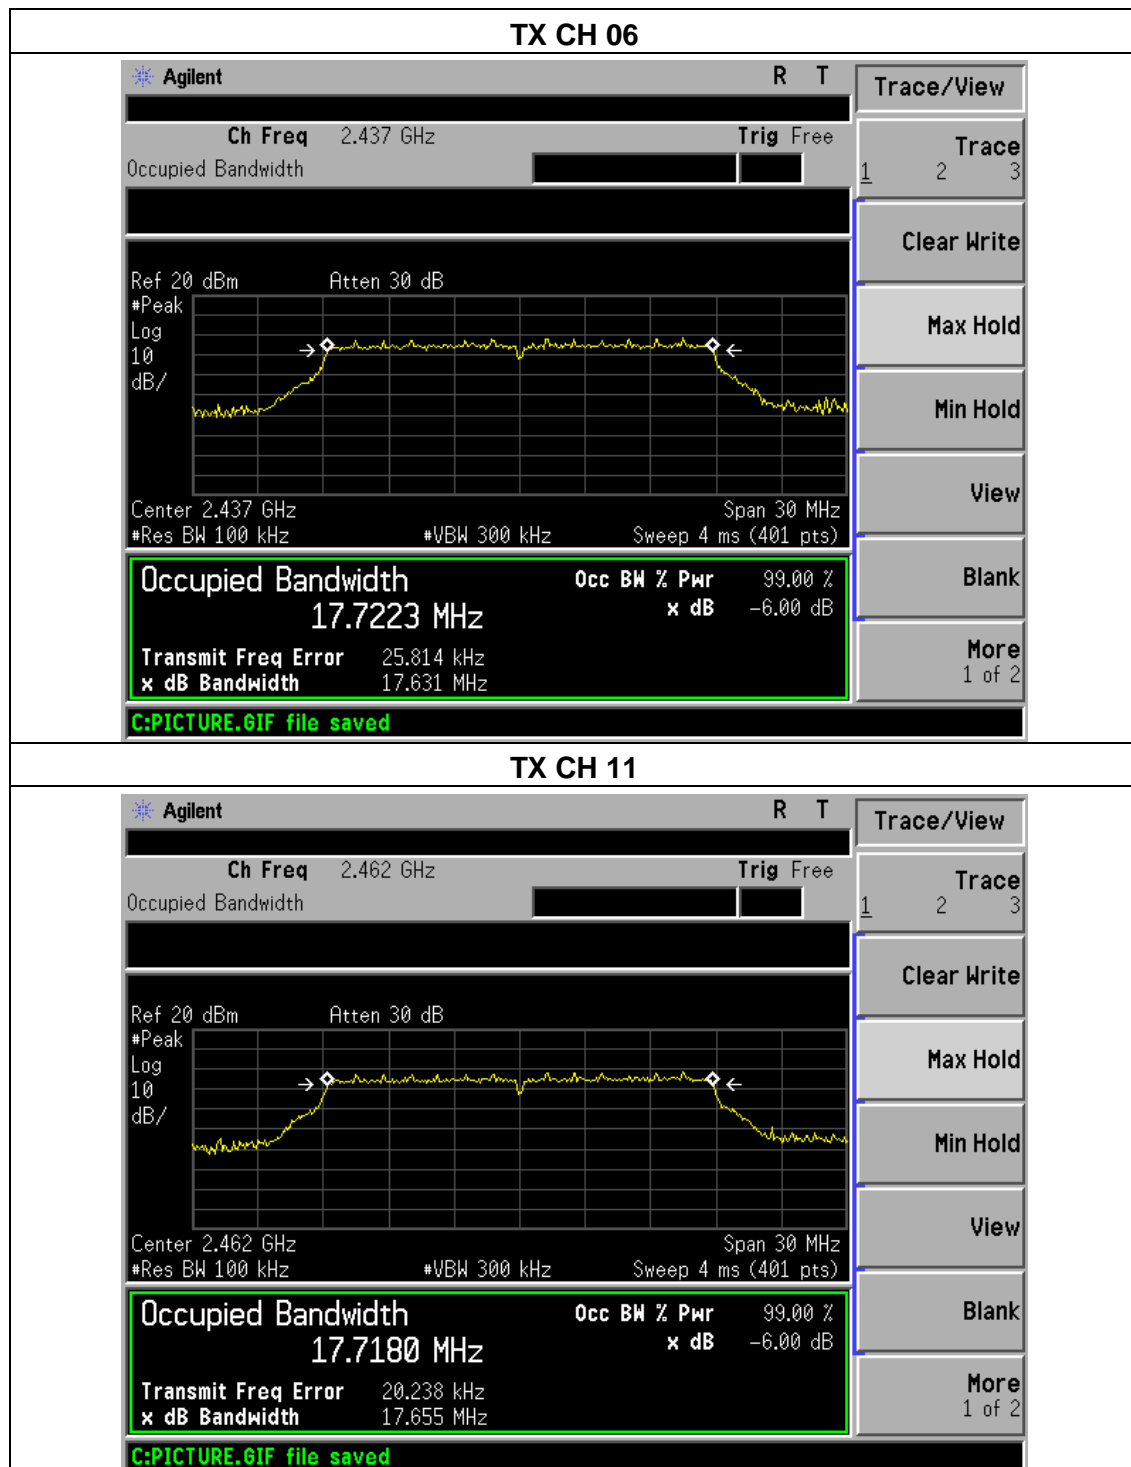 TX CH 06
Agilent R T
Trace/View
Ch Freq 2.437 GHz Trig Free
Occupied Bandwidth
Trace
1 2 3
Clear Write
Max Hold
Min Hold
View
Blank
More
1 of 2
Ref 20 dBm Atten 30 dB
#Peak
Log
10
dB/
Center 2.437 GHz Span 30 MHz
#Res BW 100 kHz #VBW 300 kHz Sweep 4 ms (401 pts)
Occupied Bandwidth Occ BW % Pwr 99.00 %
17.7223 MHz x dB -6.00 dB
Transmit Freq Error 25.814 kHz
x dB Bandwidth 17.631 MHz
C:PICTURE.GIF file saved
TX CH 11
Agilent R T
Trace/View
Ch Freq 2.462 GHz Trig Free
Occupied Bandwidth
Trace
1 2 3
Clear Write
Max Hold
Min Hold
View
Blank
More
1 of 2
Ref 20 dBm Atten 30 dB
#Peak
Log
10
dB/
Center 2.462 GHz Span 30 MHz
#Res BW 100 kHz #VBW 300 kHz Sweep 4 ms (401 pts)
Occupied Bandwidth Occ BW % Pwr 99.00 %
17.7180 MHz x dB -6.00 dB
Transmit Freq Error 20.238 kHz
x dB Bandwidth 17.655 MHz
C:PICTURE.GIF file saved